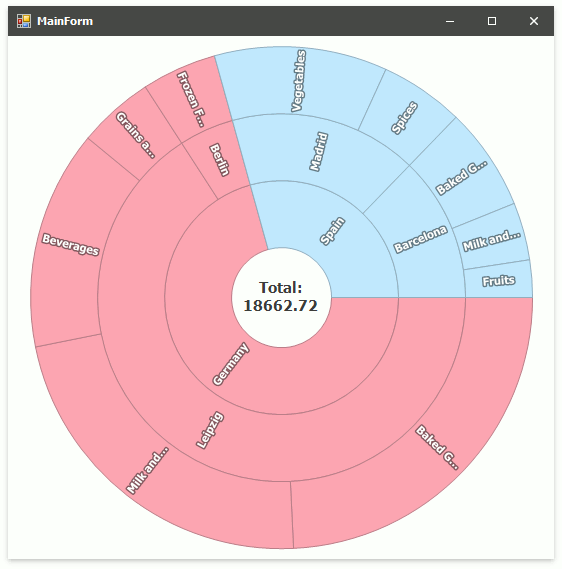 MainForm
Frozen F...
Vegetables
Spices
Grains a...
Berlin
Madrid
Baked G...
Beverages
Spain
Barcelona
Milk and...
Fruits
Total:
18662.72
Germany
Leipzig
Milk and...
Baked G...